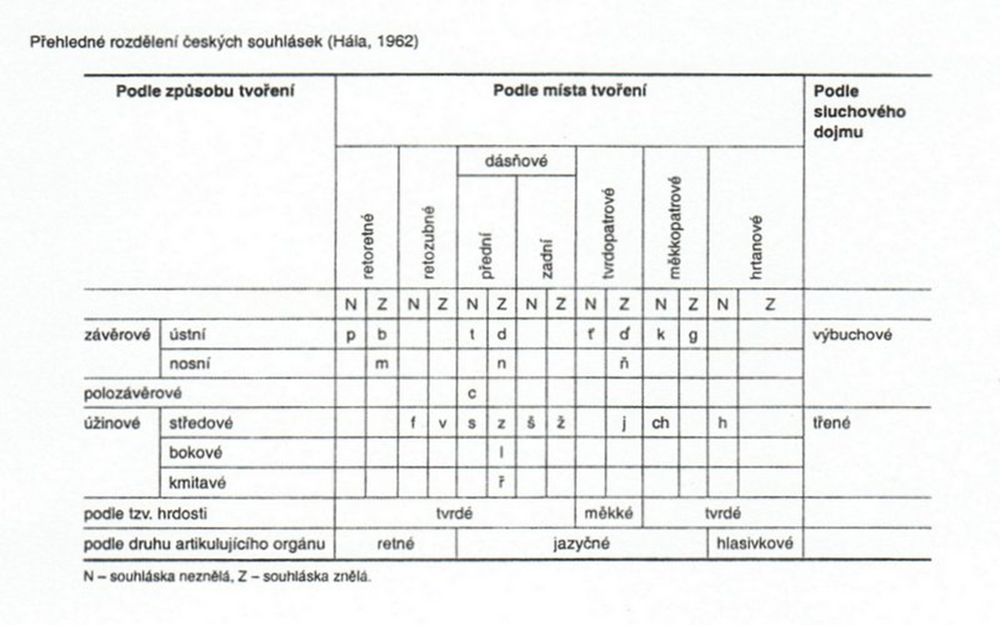 Přehledné rozdělení českých souhlásek (Hála, 1962)
Podle způsobu tvoření Podle místa tvoření Podle
sluchového
dojmu
dásňové
retoretné retozubné přední zadní tvrdopatrové měkkopatrové hrtanové
N Z N Z N Z N Z N Z N Z N Z
závěrové ústní p b t d ť ď k g výbuchové
nosní m n ň
polozávěrové c
úžinové středové f v s z š ž j ch h třené
bokové l
kmitavé ř
podle tzv. hrdosti tvrdé měkké tvrdé
podle druhu artikulujícího orgánu retné jazyčné hlasivkové
N – souhláska neznělá, Z – souhláska znělá.